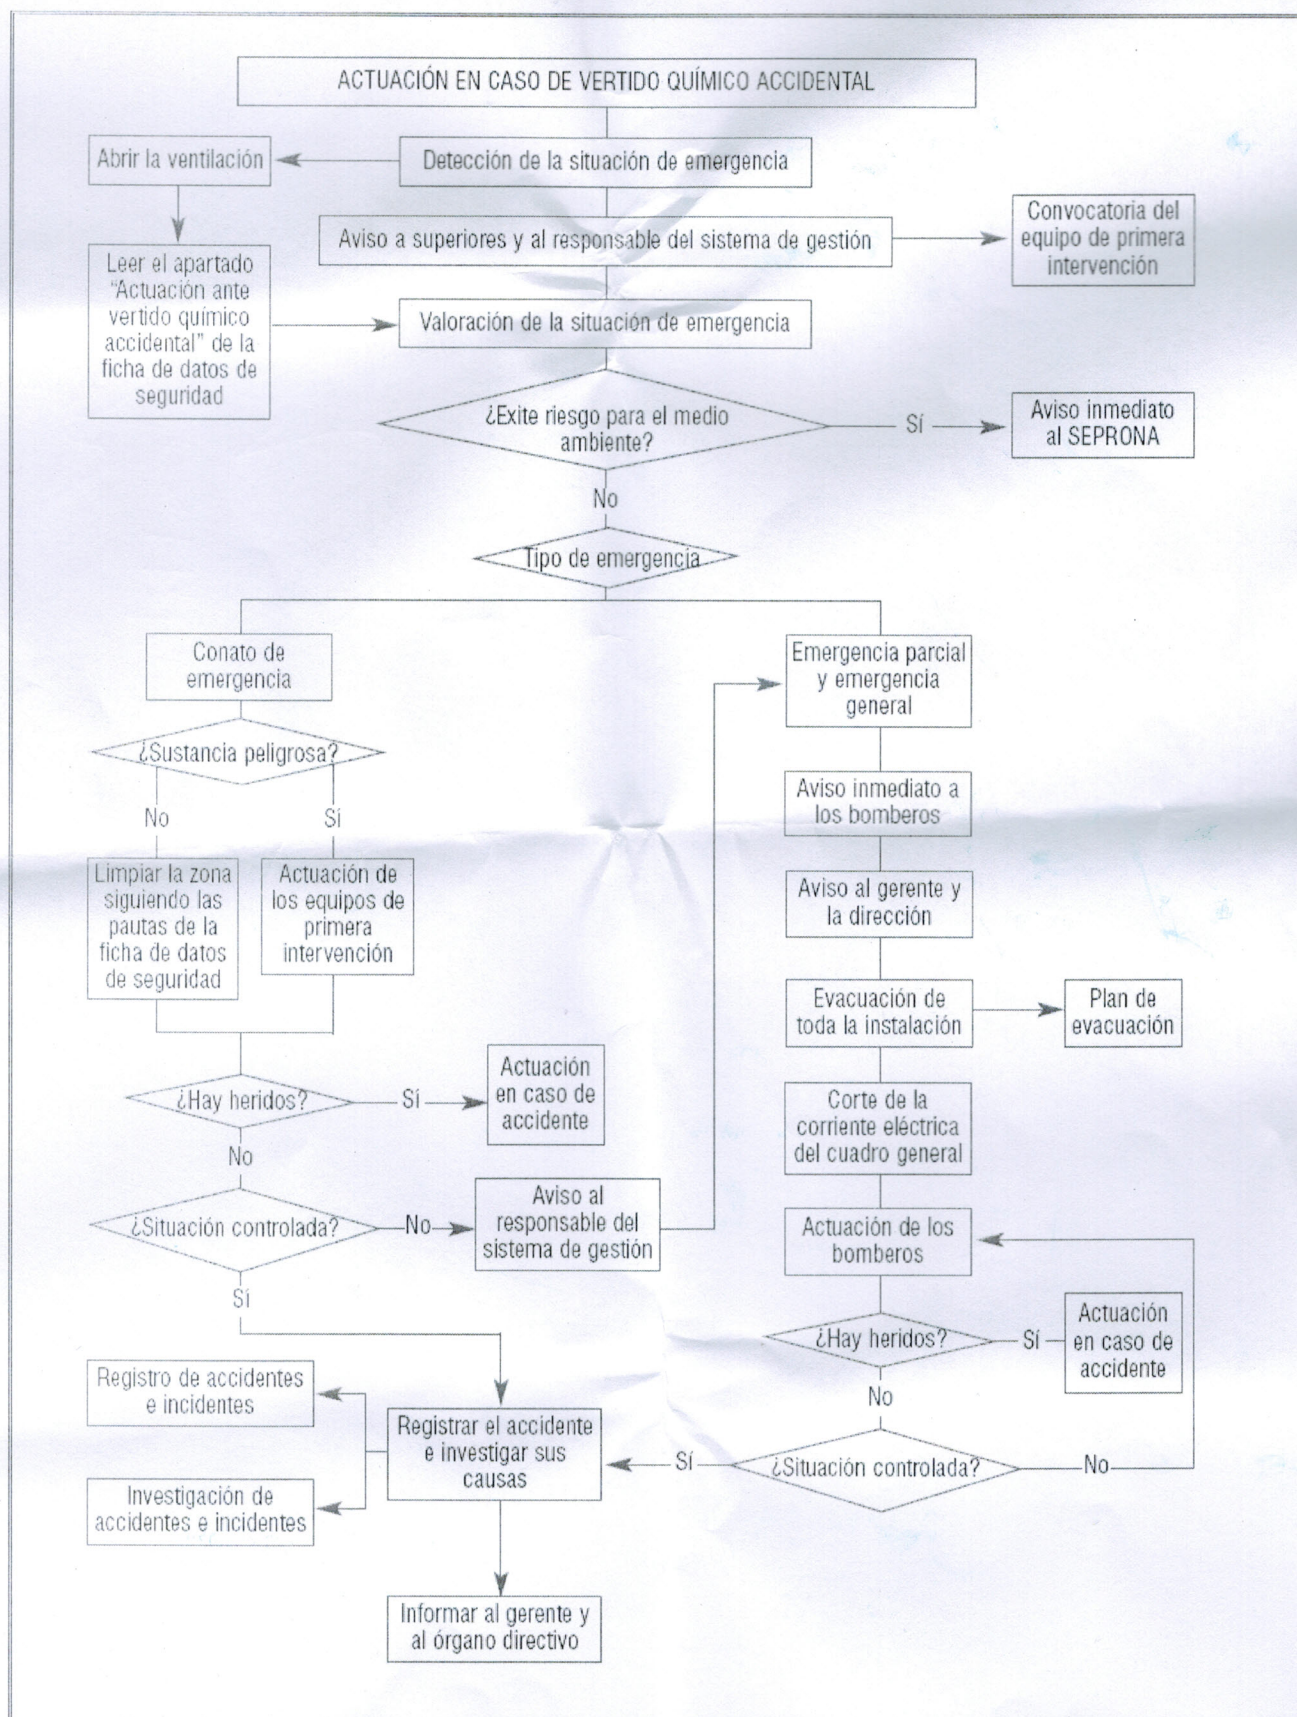 ACTUACIÓN EN CASO DE VERTIDO QUÍMICO ACCIDENTAL
Abrir la ventilación
Detección de la situación de emergencia
Aviso a superiores y al responsable del sistema de gestión
Convocatoria del
equipo de primera
intervención
Leer el apartado
"Actuación ante
vertido químico
accidental" de la
ficha de datos de
seguridad
Valoración de la situación de emergencia
¿Exite riesgo para el medio
ambiente?
Sí
Aviso inmediato
al SEPRONA
No
Tipo de emergencia
Conato de
emergencia
Emergencia parcial
y emergencia
general
¿Sustancia peligrosa?
No
Sí
Aviso inmediato a
los bomberos
Limpiar la zona
siguiendo las
pautas de la
ficha de datos
de seguridad
Actuación de
los equipos de
primera
intervención
Aviso al gerente y
la dirección
Evacuación de
toda la instalación
Plan de
evacuación
¿Hay heridos?
Sí
Actuación
en caso de
accidente
Corte de la
corriente eléctrica
del cuadro general
No
¿Situación controlada?
No
Aviso al
responsable del
sistema de gestión
Actuación de los
bomberos
Sí
¿Hay heridos?
Sí
Actuación
en caso de
accidente
No
Registro de accidentes
e incidentes
Registrar el accidente
e investigar sus
causas
Sí
¿Situación controlada?
No
Investigación de
accidentes e incidentes
Informar al gerente y
al órgano directivo